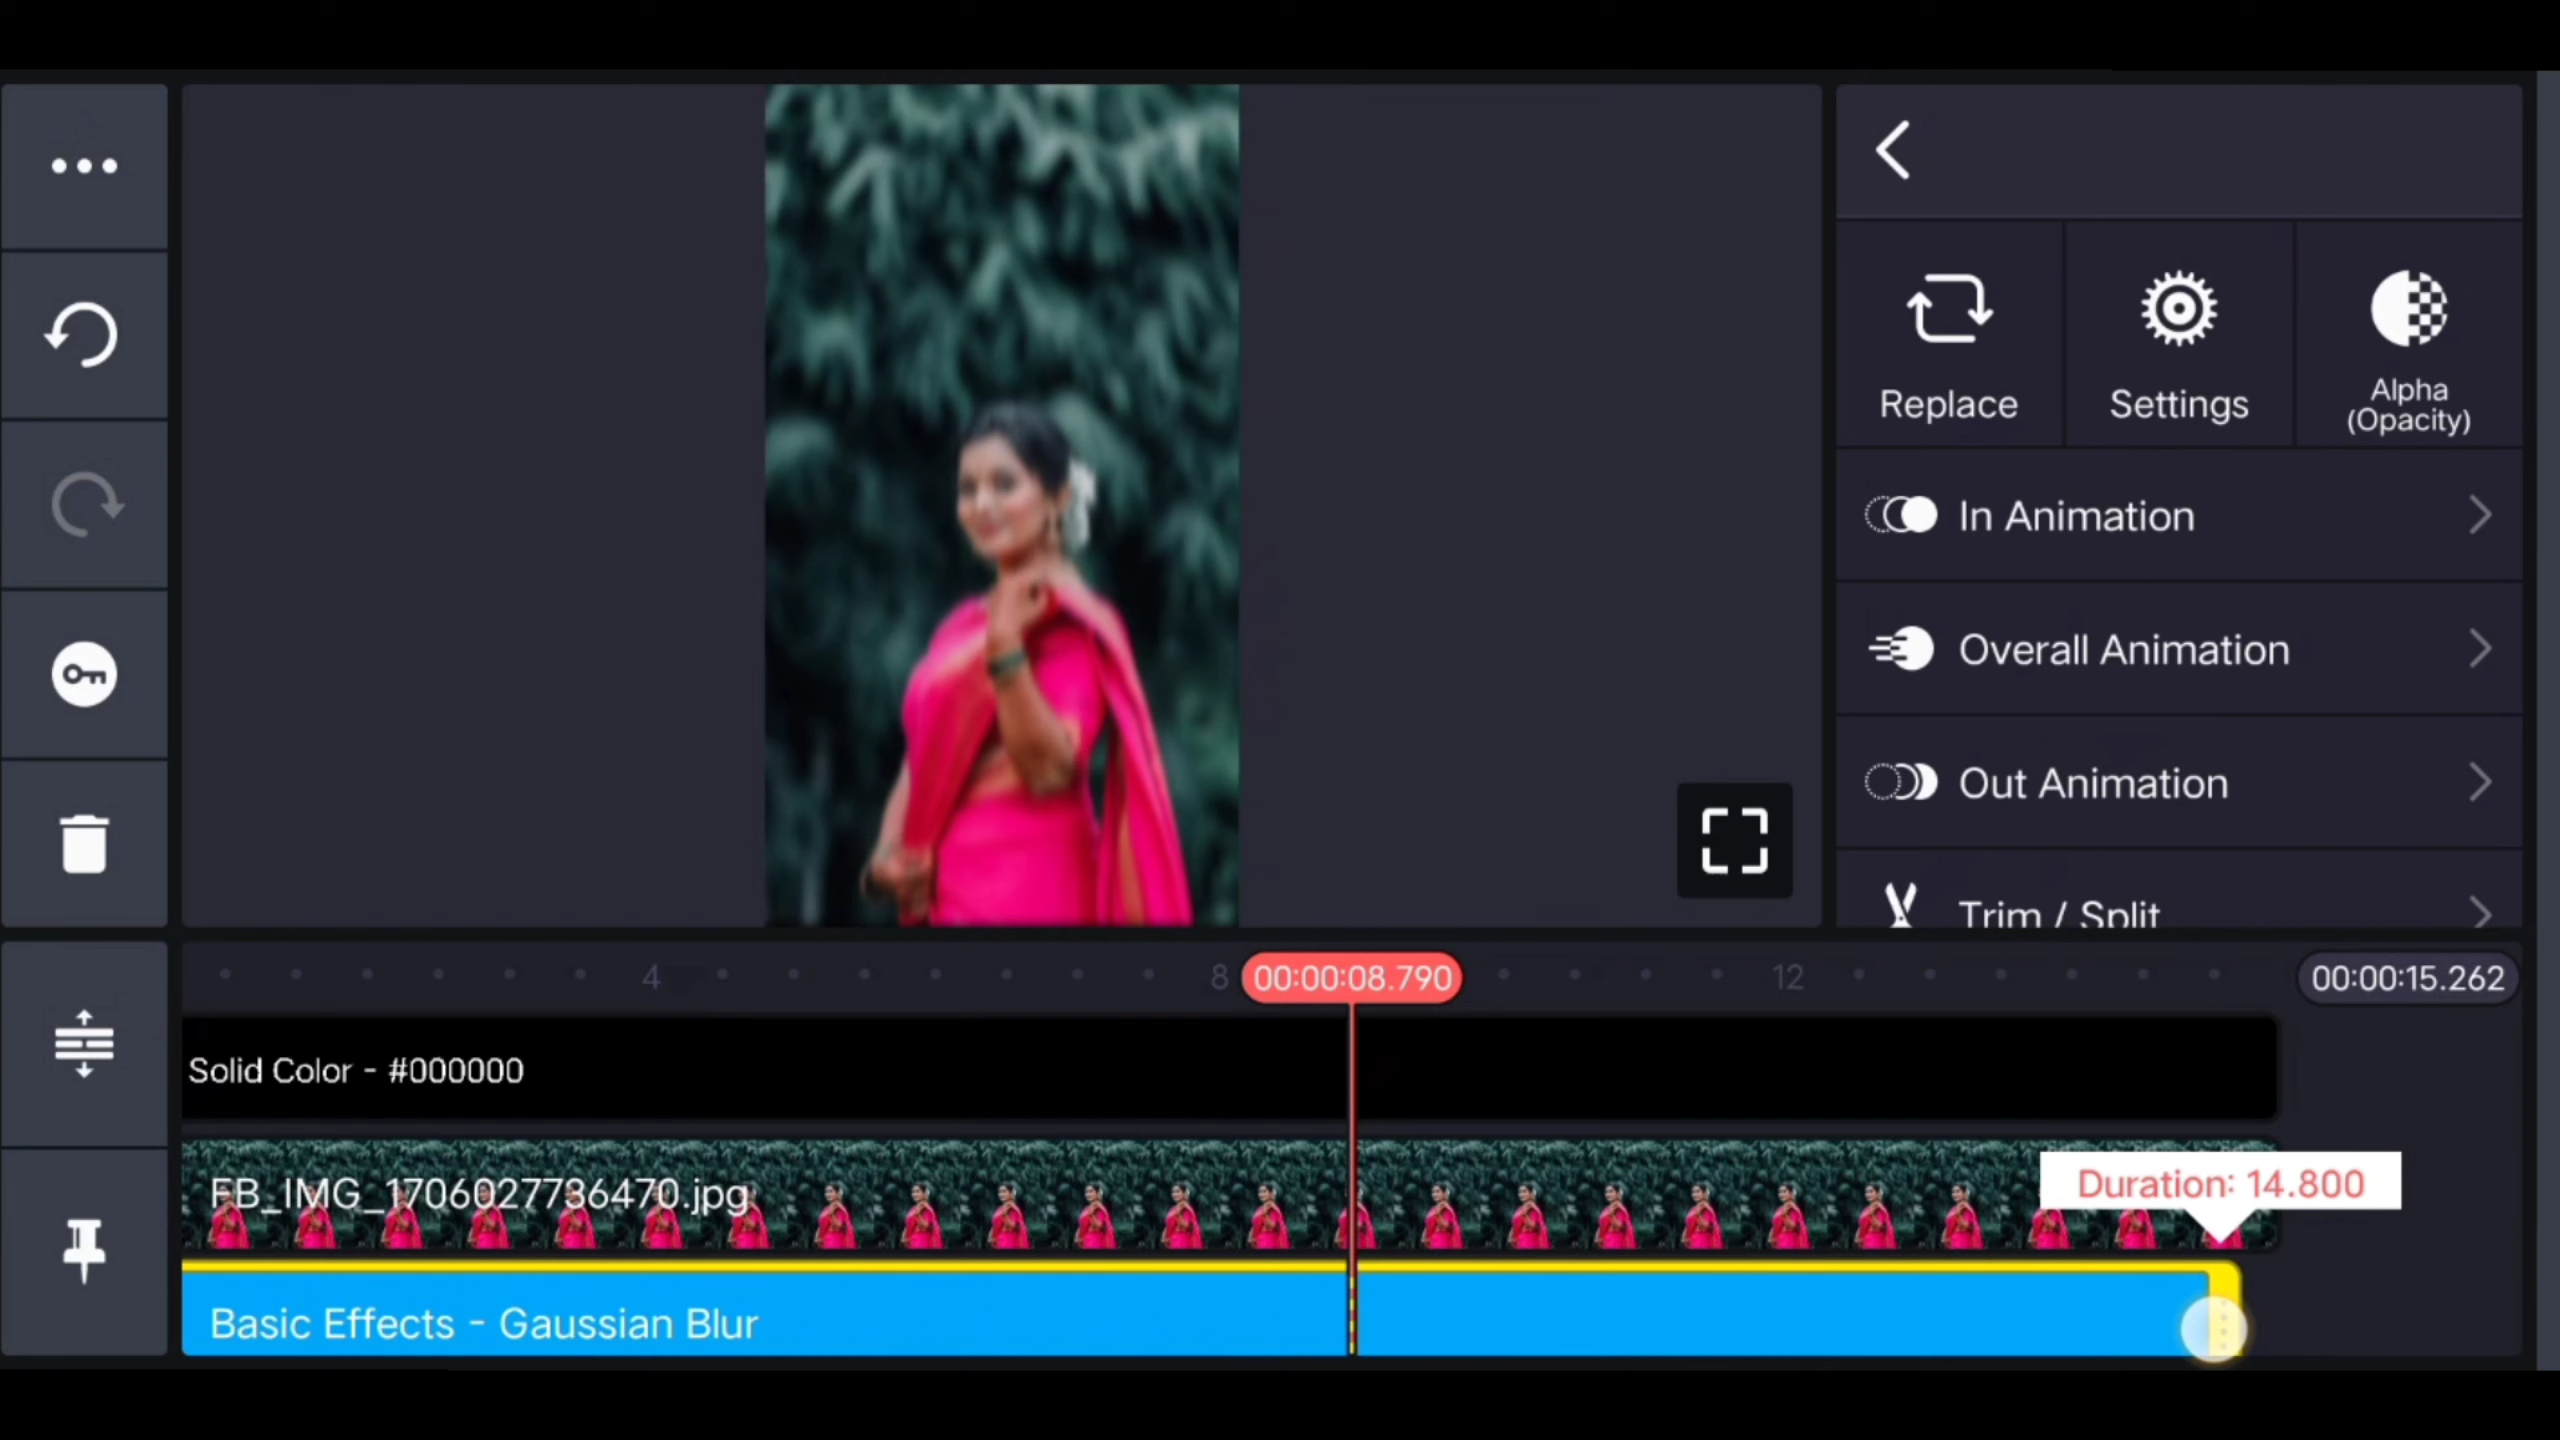 Replace
Settings
Alpha
(Opacity)
In Animation
Overall Animation
Out Animation
Trim / Split
4
8
00:00:08.790
12
00:00:15.262
Solid Color - #000000
FB_IMG_1706027736470.jpg
Duration: 14.800
Basic Effects - Gaussian Blur